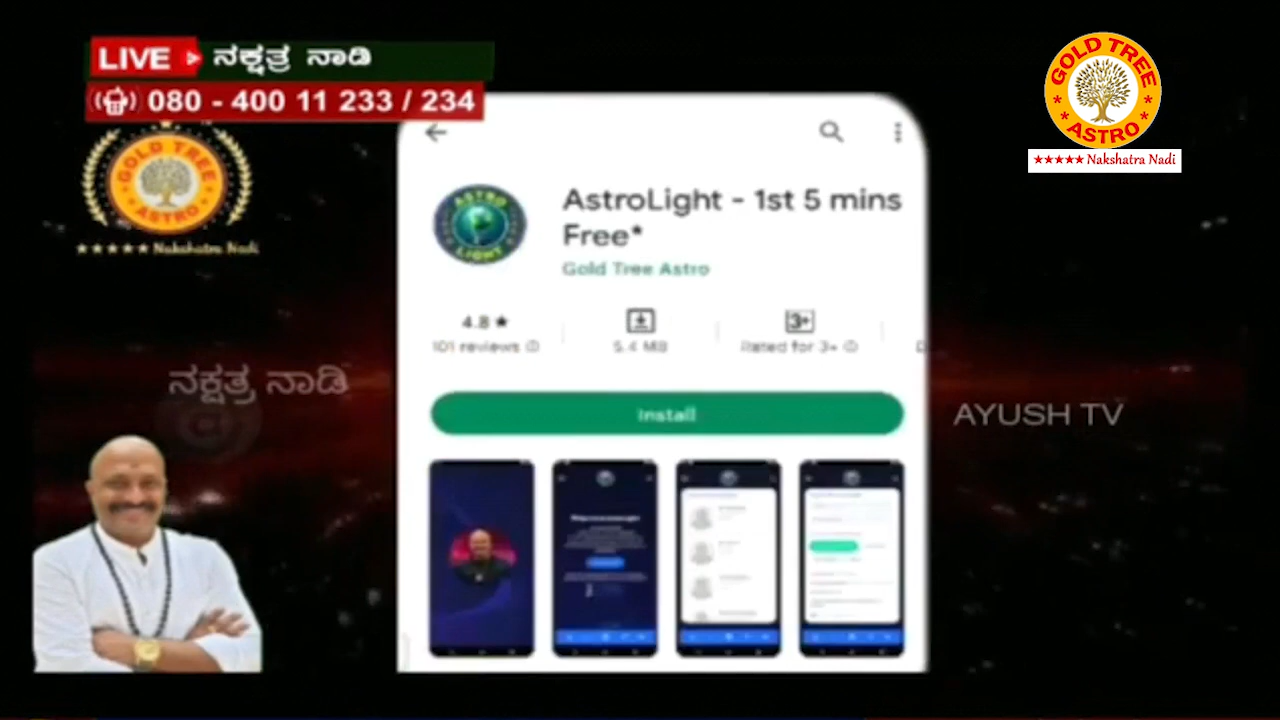 LIVE ನಕ್ಷತ್ರ ನಾಡಿ
080 - 400 11 233 / 234
GOLD TREE
ASTRO
★★★★★ Nakshatra Nadi
GOLD TREE
ASTRO
★★★★★ Nakshatra Nadi
AstroLight - 1st 5 mins
Free*
ASTRO
LIGHT
Gold Tree Astro
4.8★
3+
101 reviews
5.4 MB
Rated for 3+
ನಕ್ಷತ್ರ ನಾಡಿ
Install
AYUSH TV